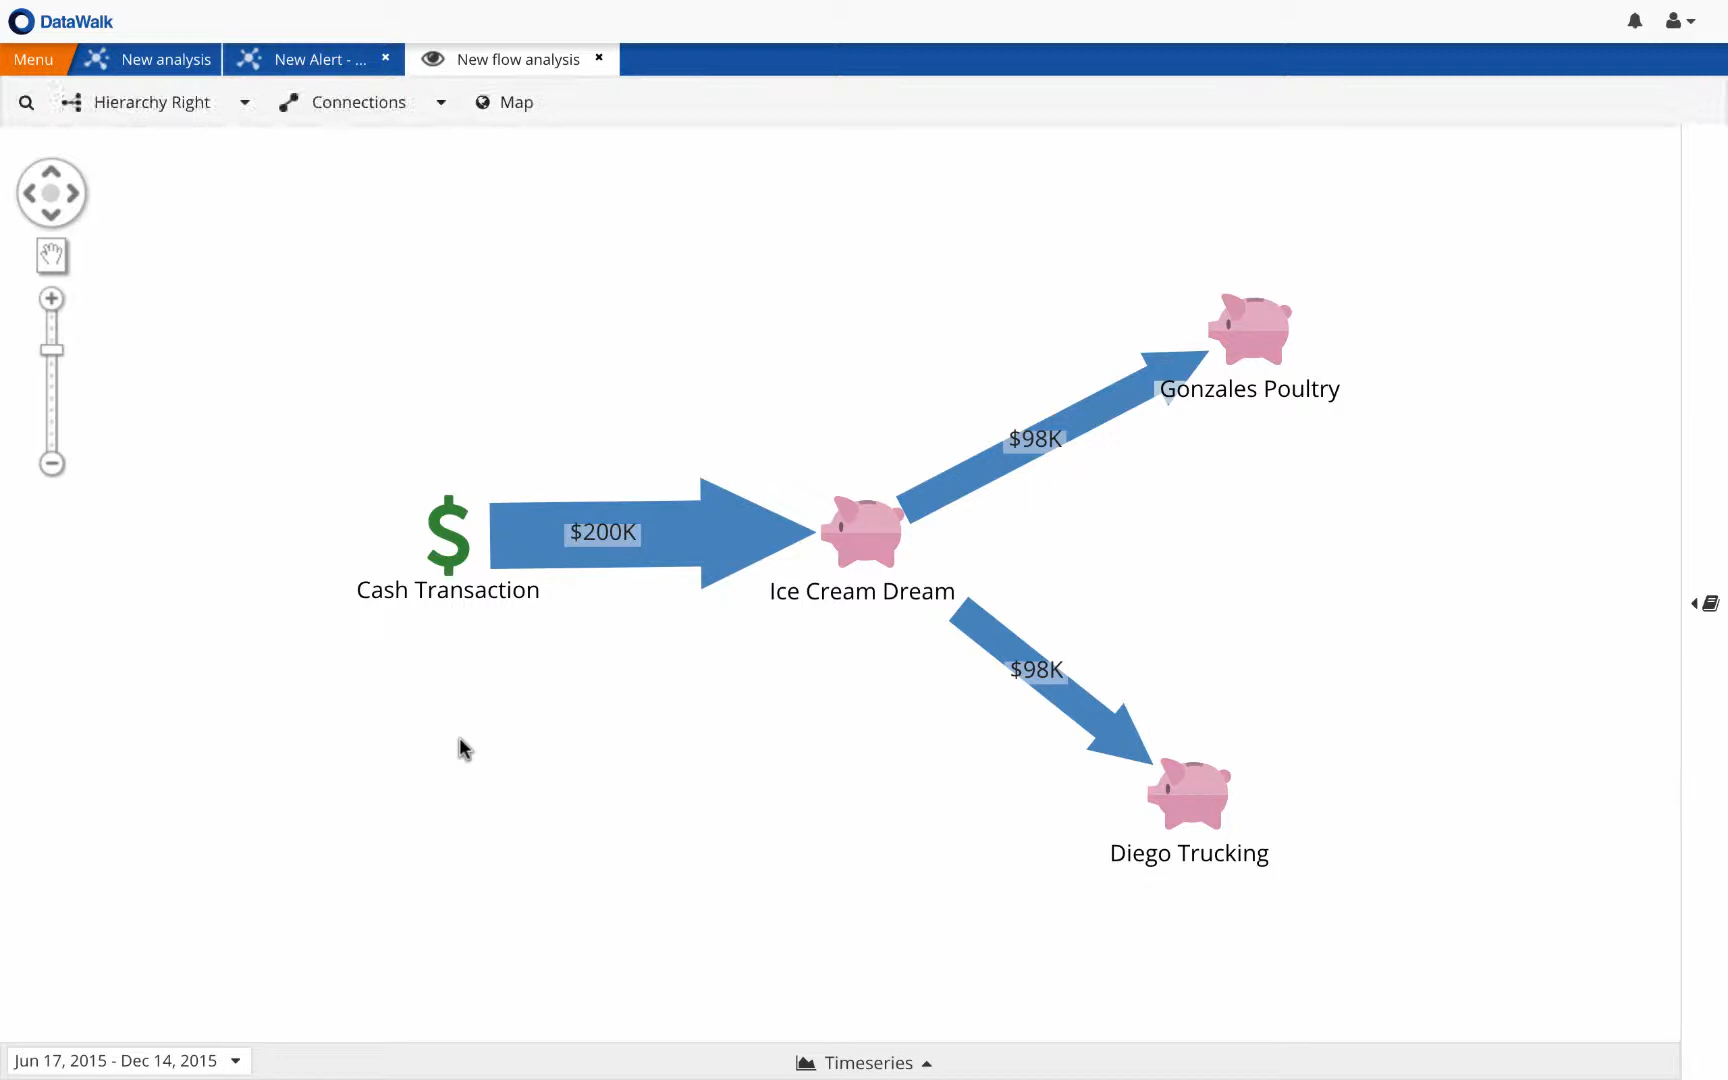 DataWalk
Menu
New analysis
New Alert - ...
New flow analysis
Hierarchy Right
Connections
Map
Gonzales Poultry
$98K
$200K
Cash Transaction
Ice Cream Dream
$98K
Diego Trucking
Jun 17, 2015 - Dec 14, 2015
Timeseries